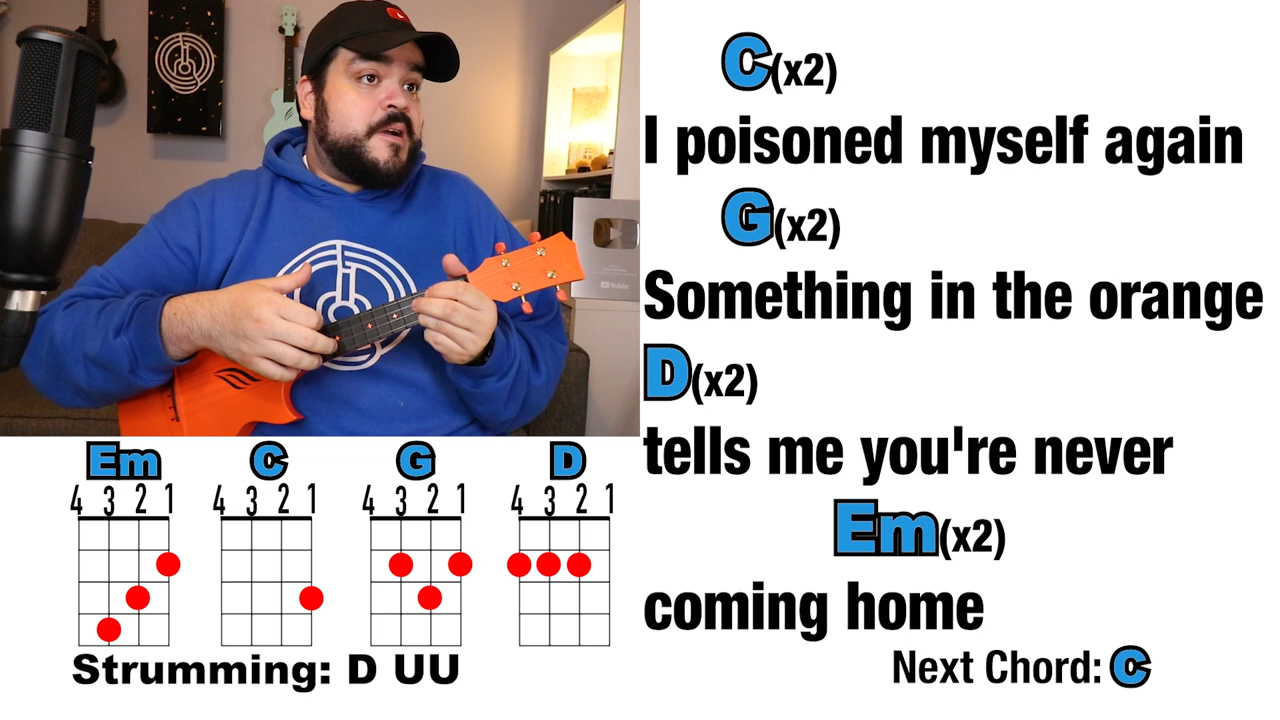 C(x2)
I poisoned myself again
G(x2)
Something in the orange
D(x2)
tells me you're never
Em(x2)
coming home
Next Chord: C
YouTube
Em C G D
4 3 2 1 4 3 2 1 4 3 2 1 4 3 2 1
Strumming: D UU